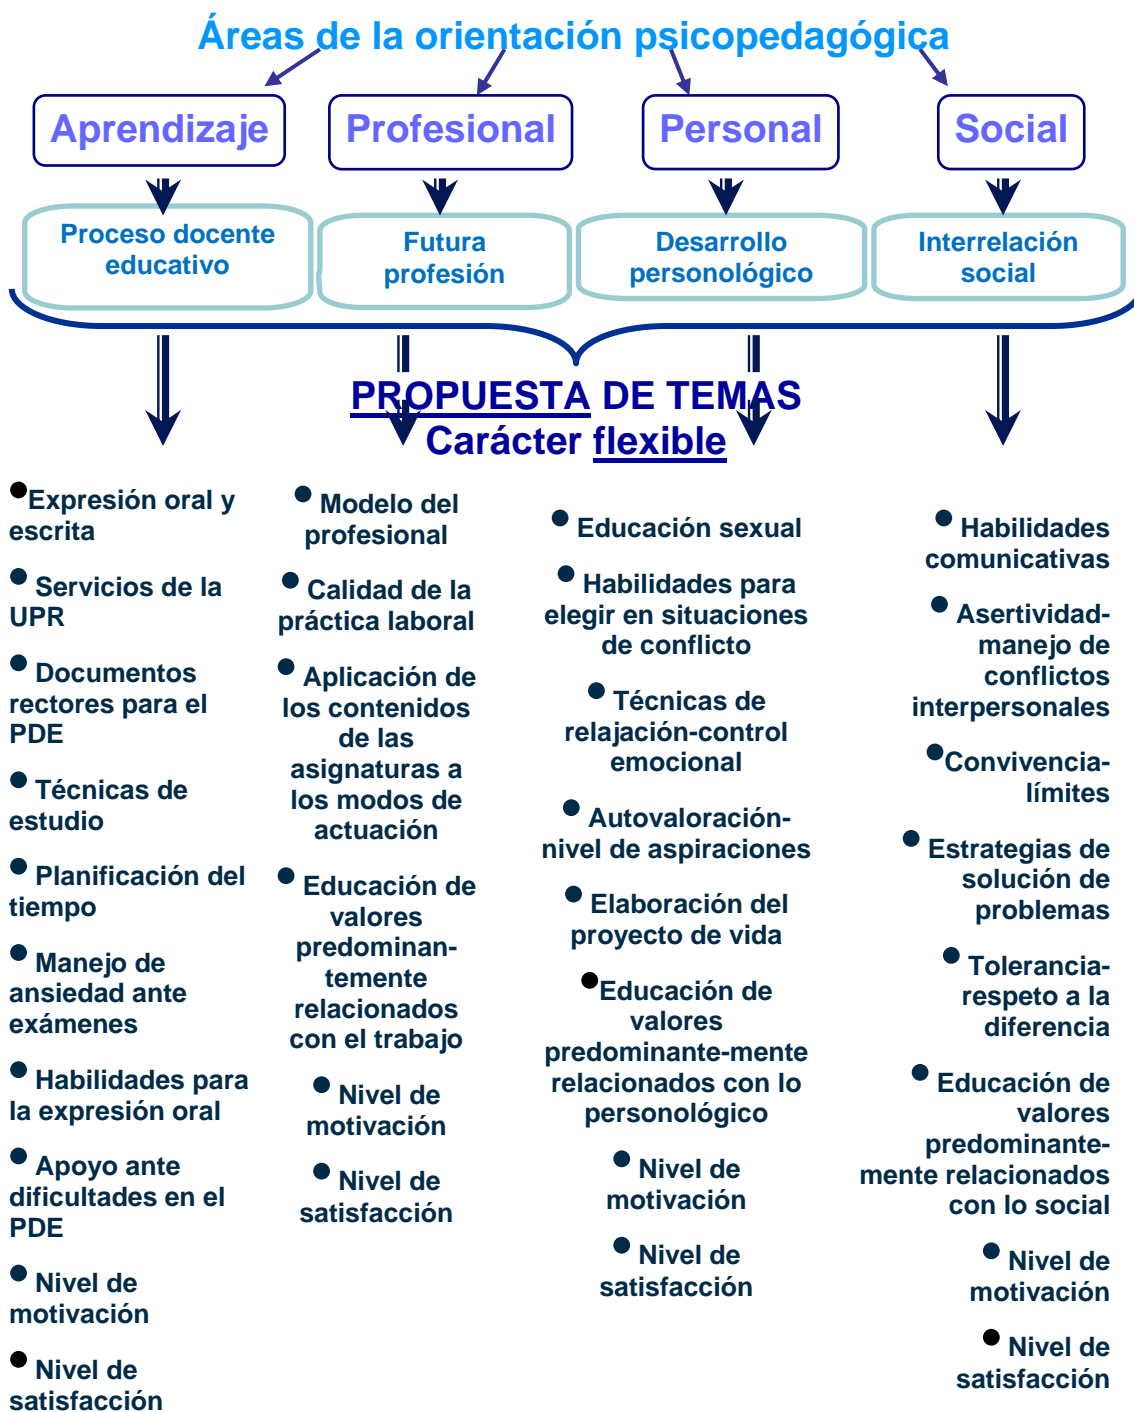 Áreas de la orientación psicopedagógica
Aprendizaje
Profesional
Personal
Social
Proceso docente
educativo
Futura
profesión
Desarrollo
personológico
Interrelación
social
PROPUESTA DE TEMAS
Carácter flexible
●Expresión oral y
escrita
● Servicios de la
UPR
● Documentos
rectores para el
PDE
● Técnicas de
estudio
● Planificación del
tiempo
● Manejo de
ansiedad ante
exámenes
● Habilidades para
la expresión oral
● Apoyo ante
dificultades en el
PDE
● Nivel de
motivación
● Nivel de
satisfacción
● Modelo del
profesional
● Calidad de la
práctica laboral
● Aplicación de
los contenidos
de las
asignaturas a
los modos de
actuación
● Educación de
valores
predominan-
temente
relacionados
con el trabajo
● Nivel de
motivación
● Nivel de
satisfacción
● Educación sexual
● Habilidades para
elegir en situaciones
de conflicto
● Técnicas de
relajación-control
emocional
● Autovaloración-
nivel de aspiraciones
● Elaboración del
proyecto de vida
●Educación de
valores
predominante-mente
relacionados con lo
personológico
● Nivel de
motivación
● Nivel de
satisfacción
● Habilidades
comunicativas
● Asertividad-
manejo de
conflictos
interpersonales
●Convivencia-
límites
● Estrategias de
solución de
problemas
● Tolerancia-
respeto a la
diferencia
● Educación de
valores
predominante-
mente relacionados
con lo social
● Nivel de
motivación
● Nivel de
satisfacción